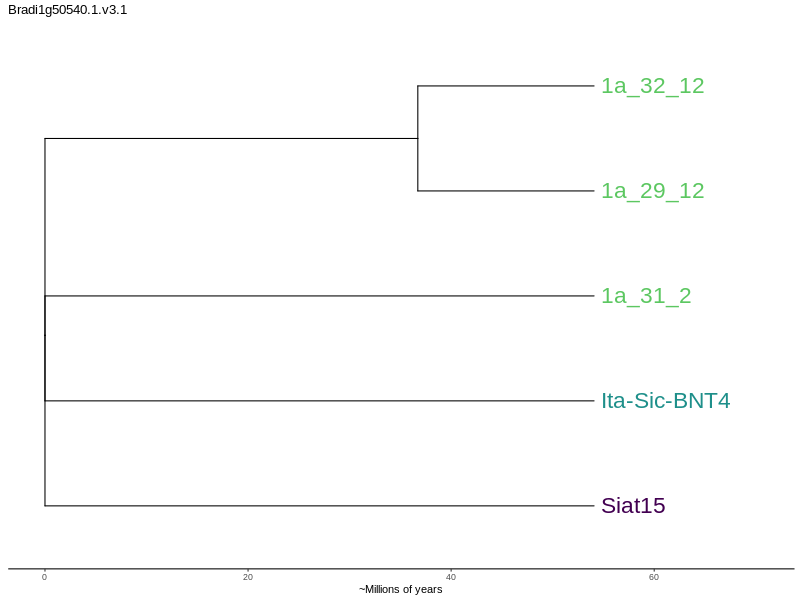 Bradi1g50540.1.v3.1
1a_32_12
1a_29_12
1a_31_2
Ita-Sic-BNT4
Siat15
0 20 40 60
~Millions of years